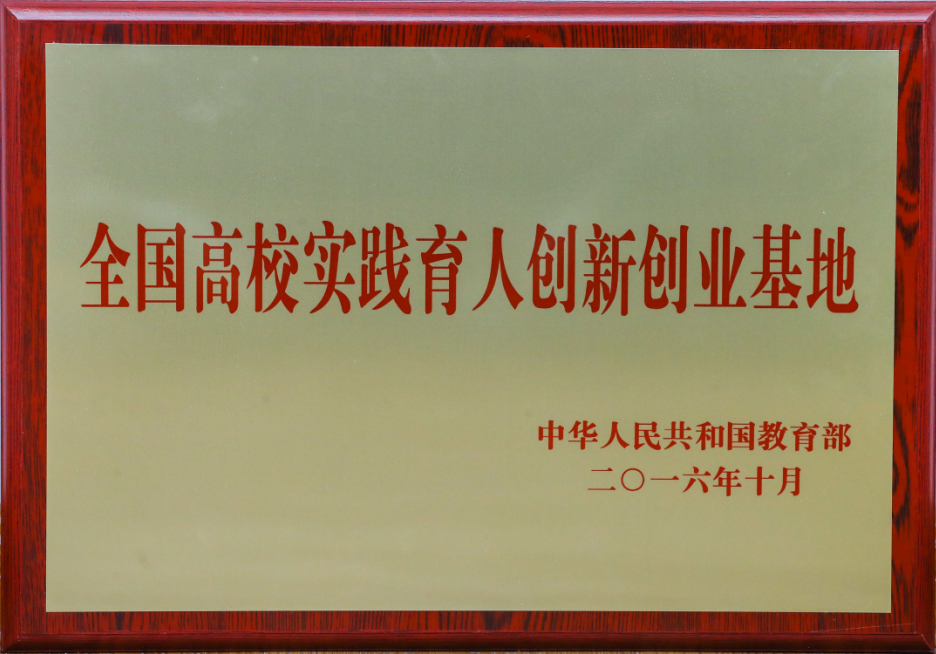 全国高校实践育人创新创业基地
中华人民共和国教育部
二〇一六年十月